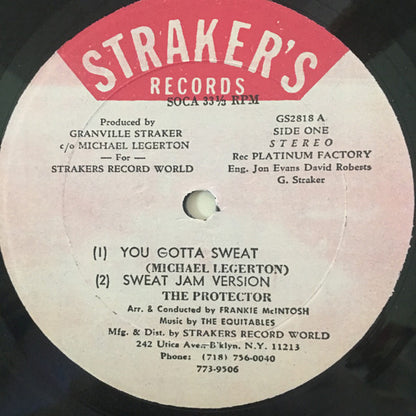 STRAKER'S
RECORDS
SOCA 33⅓ RPM
Produced by
GRANVILLE STRAKER
c/o MICHAEL LEGERTON
— For —
STRAKERS RECORD WORLD
GS2818 A
SIDE ONE
STEREO
Rec PLATINUM FACTORY
Eng. Jon Evans David Roberts
G. Straker
(1) YOU GOTTA SWEAT
(MICHAEL LEGERTON)
(2) SWEAT JAM VERSION
THE PROTECTOR
Arr. & Conducted by FRANKIE McINTOSH
Music by THE EQUITABLES
Mfg. & Dist. by STRAKERS RECORD WORLD
242 Utica Ave. B'klyn, N.Y. 11213
Phone: (718) 756-0040
773-9506